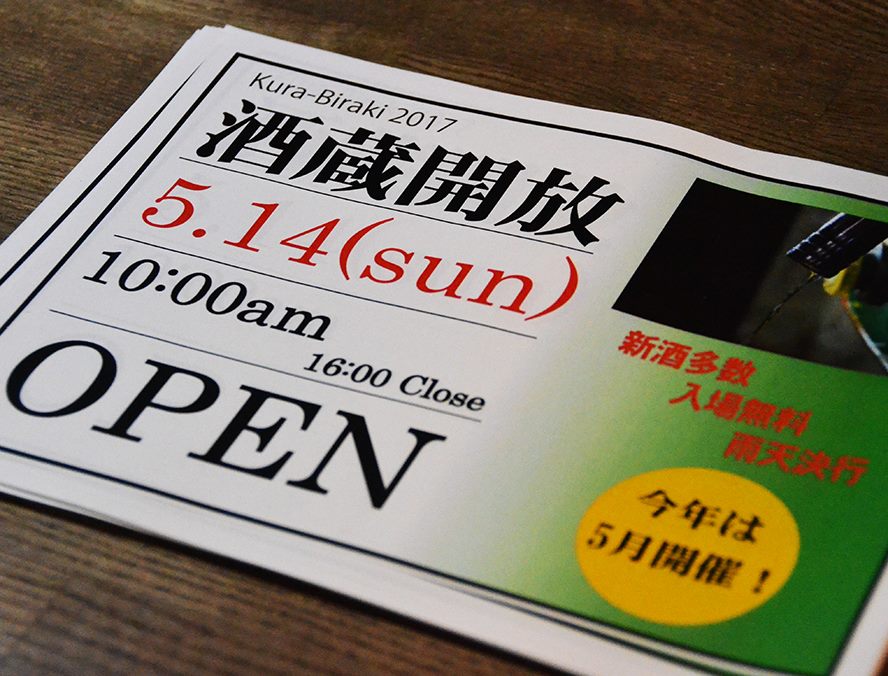 Kura-Biraki 2017
酒蔵開放
5.14(sun)
10:00am
16:00 Close
OPEN
新酒多数
入場無料
雨天決行
今年は
5月開催!